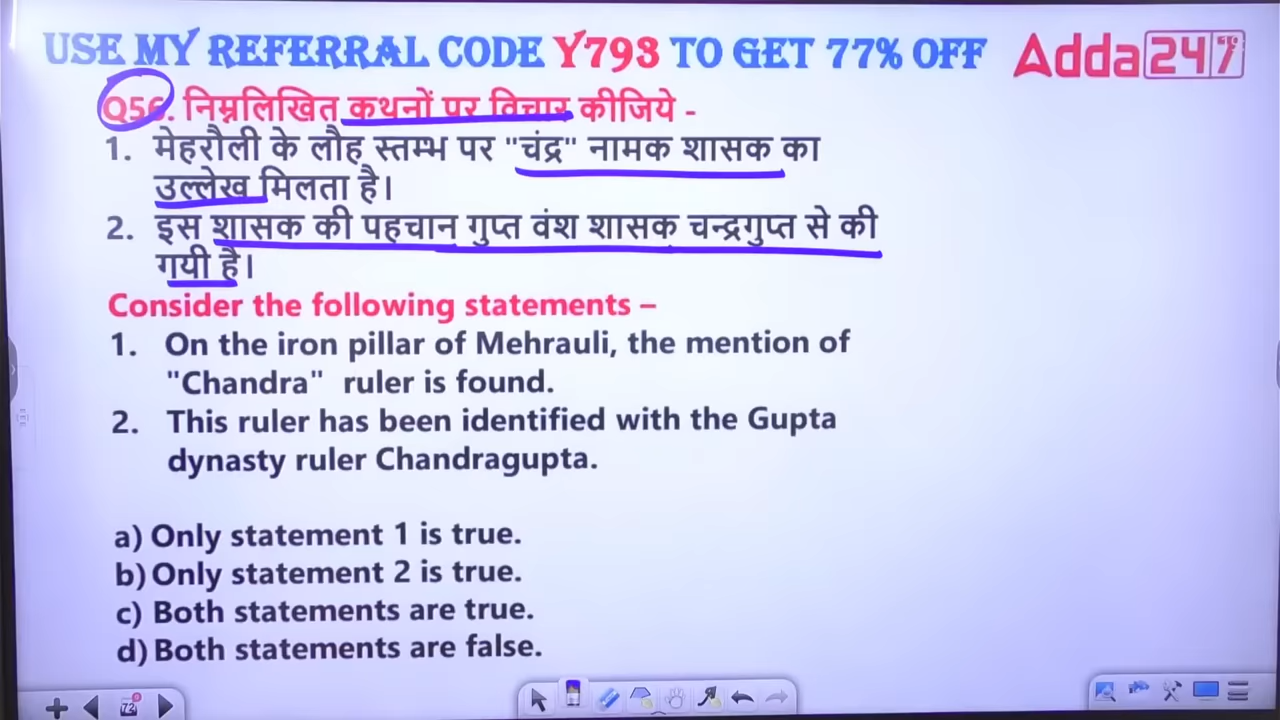 USE MY REFERRAL CODE Y793 TO GET 77% OFF
Adda247
Q56. निम्नलिखित कथनों पर विचार कीजिये -
1. मेहरौली के लौह स्तम्भ पर "चंद्र" नामक शासक का
उल्लेख मिलता है।
2. इस शासक की पहचान गुप्त वंश शासक चन्द्रगुप्त से की
गयी है।
Consider the following statements –
1. On the iron pillar of Mehrauli, the mention of
"Chandra" ruler is found.
2. This ruler has been identified with the Gupta
dynasty ruler Chandragupta.
a) Only statement 1 is true.
b) Only statement 2 is true.
c) Both statements are true.
d) Both statements are false.
72